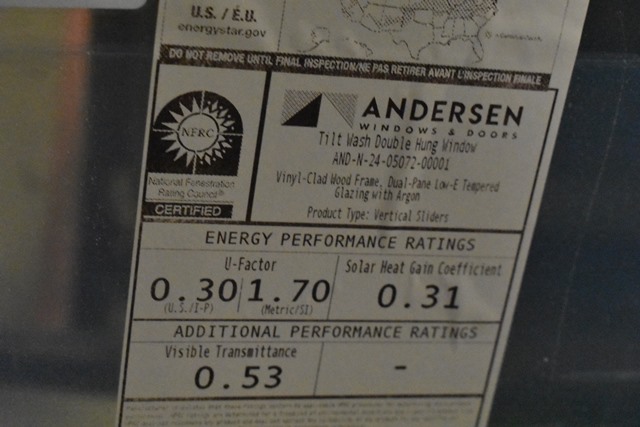 U.S. / É.U.
energystar.gov
DO NOT REMOVE UNTIL FINAL INSPECTION/NE PAS RETIRER AVANT L'INSPECTION FINALE
NFRC
National Fenestration
Rating Council®
CERTIFIED
ANDERSEN
WINDOWS & DOORS
Tilt Wash Double Hung Window
AND-N-24-05072-00001
Vinyl-Clad Wood Frame, Dual-Pane Low-E Tempered
Glazing with Argon
Product Type: Vertical Sliders
ENERGY PERFORMANCE RATINGS
U-Factor
0.30 1.70
(U.S./I-P) (Metric/SI)
Solar Heat Gain Coefficient
0.31
ADDITIONAL PERFORMANCE RATINGS
Visible Transmittance
0.53
-